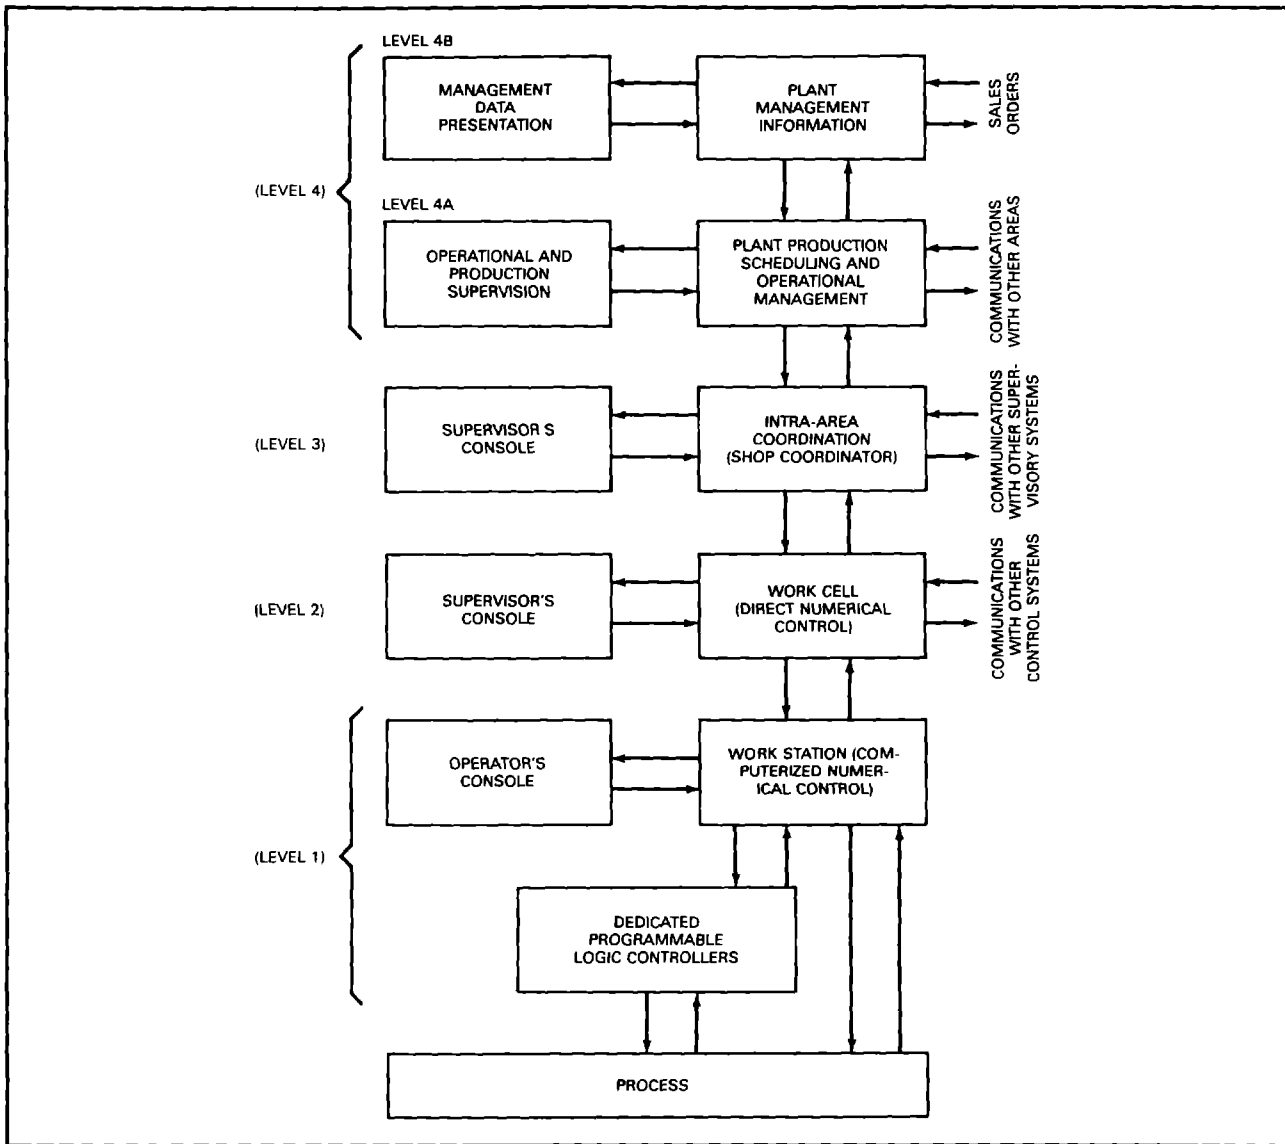 LEVEL 4B
MANAGEMENT
DATA
PRESENTATION
PLANT
MANAGEMENT
INFORMATION
SALES
ORDERS
(LEVEL 4)
LEVEL 4A
OPERATIONAL AND
PRODUCTION
SUPERVISION
PLANT PRODUCTION
SCHEDULING AND
OPERATIONAL
MANAGEMENT
COMMUNICATIONS
WITH OTHER AREAS
(LEVEL 3)
SUPERVISOR S
CONSOLE
INTRA-AREA
COORDINATION
(SHOP COORDINATOR)
COMMUNICATIONS
WITH OTHER SUPER-
VISORY SYSTEMS
(LEVEL 2)
SUPERVISOR'S
CONSOLE
WORK CELL
(DIRECT NUMERICAL
CONTROL)
COMMUNICATIONS
WITH OTHER
CONTROL SYSTEMS
(LEVEL 1)
OPERATOR'S
CONSOLE
WORK STATION (COM-
PUTERIZED NUMER-
ICAL CONTROL)
DEDICATED
PROGRAMMABLE
LOGIC CONTROLLERS
PROCESS